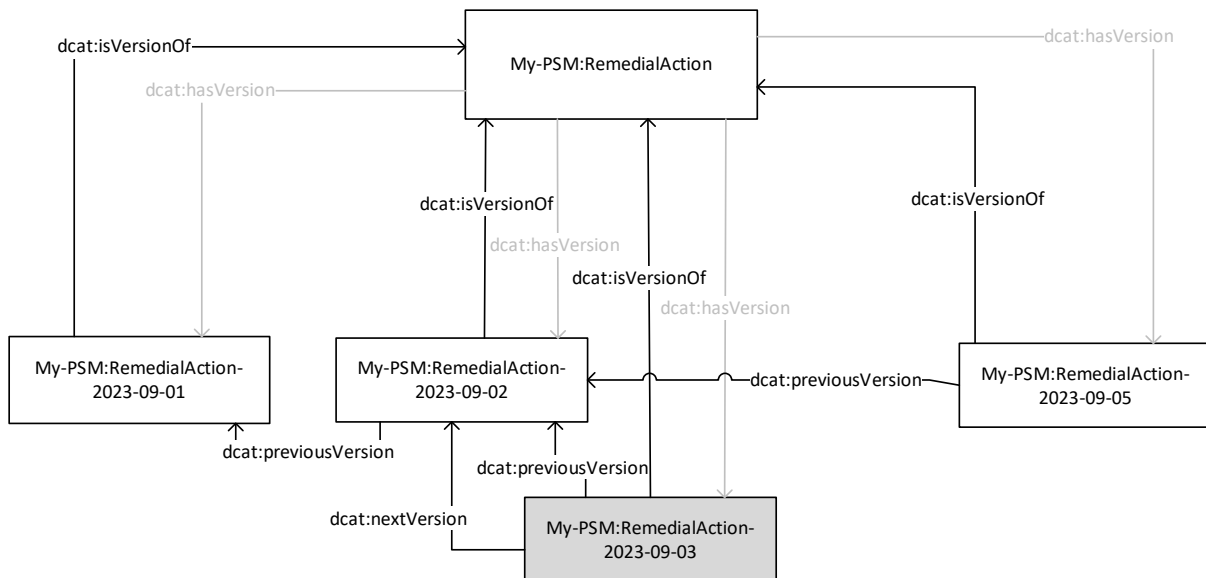 dcat:isVersionOf
dcat:hasVersion
My-PSM:RemedialAction
dcat:hasVersion
dcat:isVersionOf
dcat:isVersionOf
dcat:hasVersion
dcat:isVersionOf
dcat:hasVersion
My-PSM:RemedialAction-
2023-09-01
My-PSM:RemedialAction-
2023-09-02
dcat:previousVersion
My-PSM:RemedialAction-
2023-09-05
dcat:previousVersion
dcat:previousVersion
dcat:nextVersion
My-PSM:RemedialAction-
2023-09-03